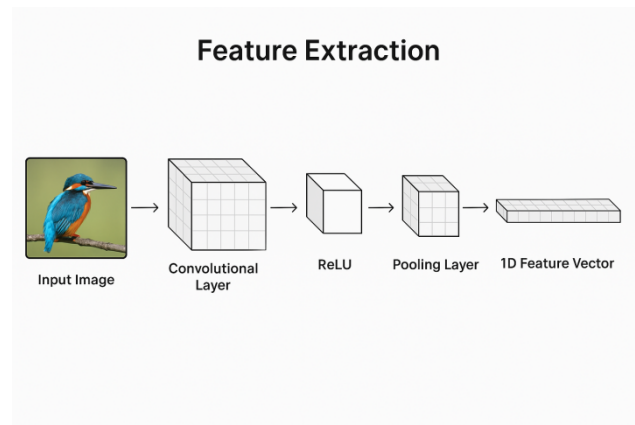 Feature Extraction
Input Image
Convolutional
Layer
ReLU
Pooling Layer
1D Feature Vector